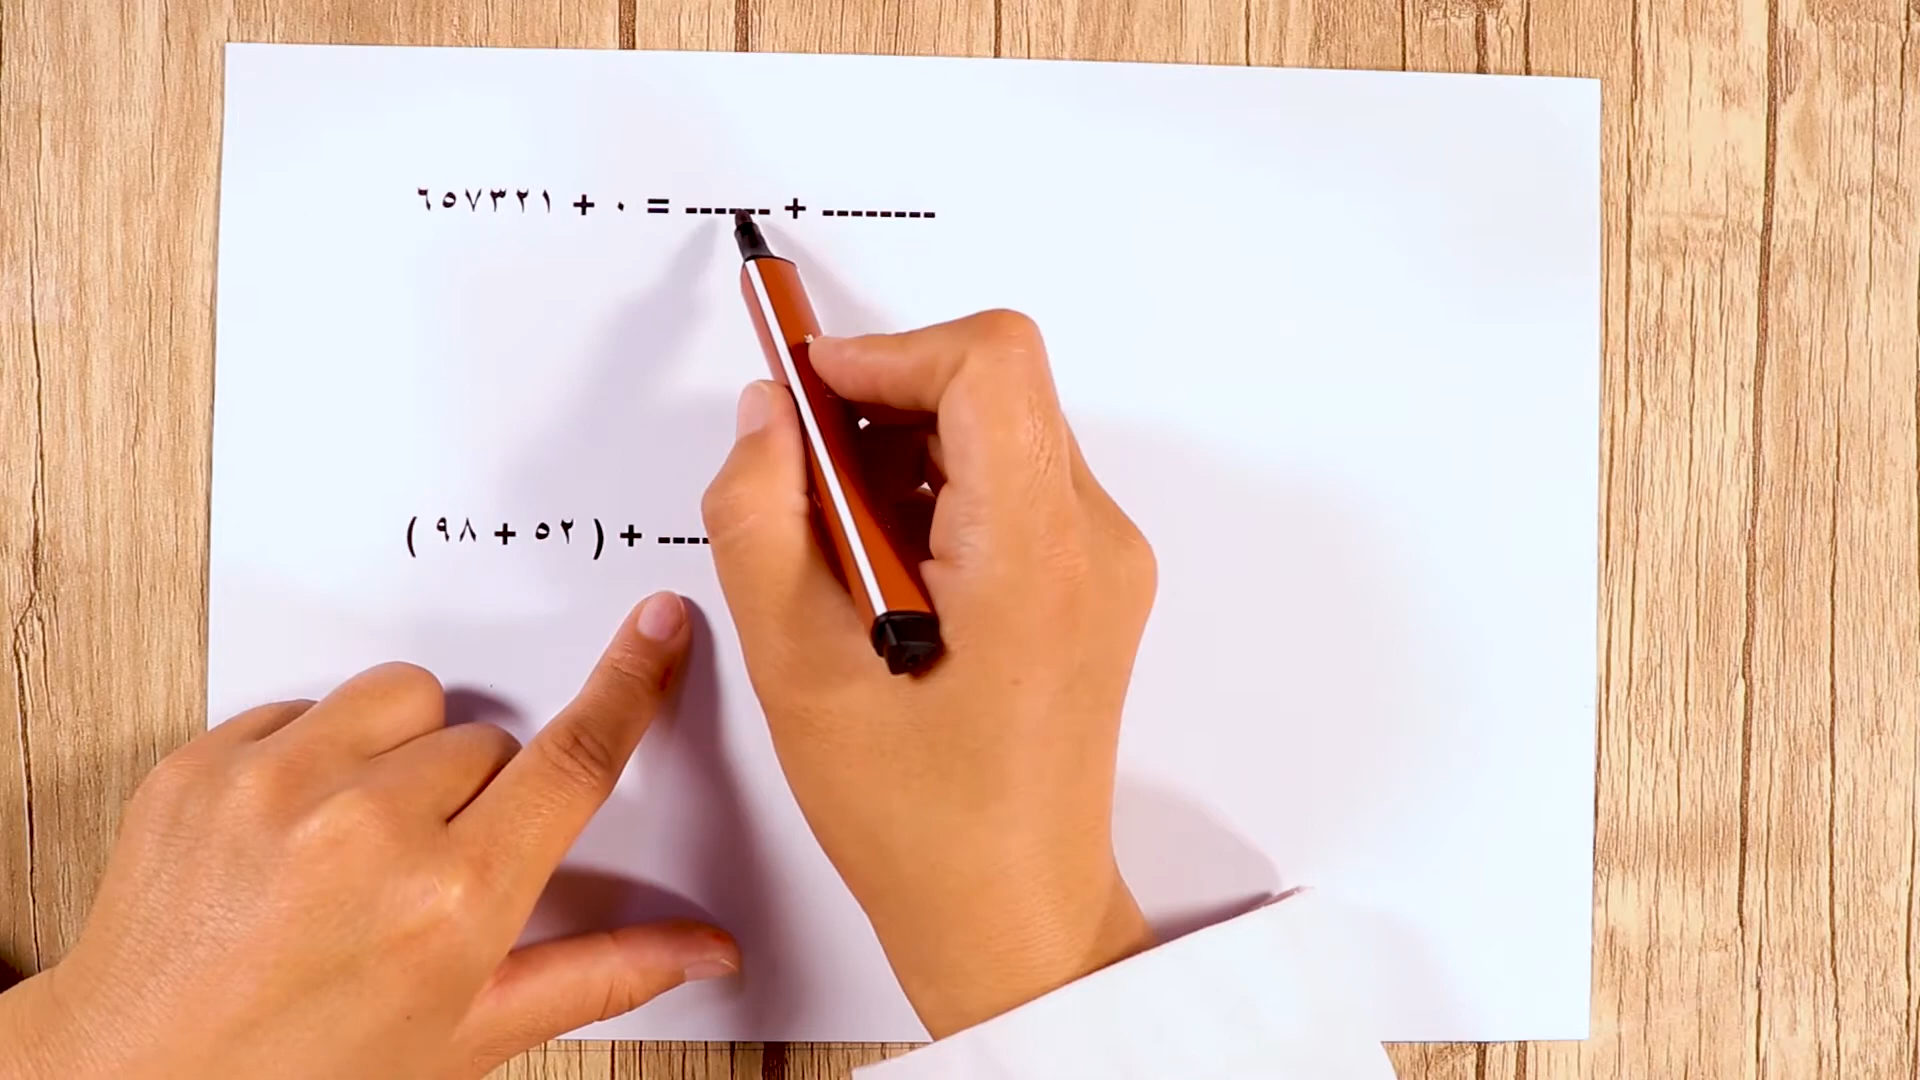 ٦٥٧٣٢١ + ٠ = ------ + --------
( ٩٨ + ٥٢ ) + ----